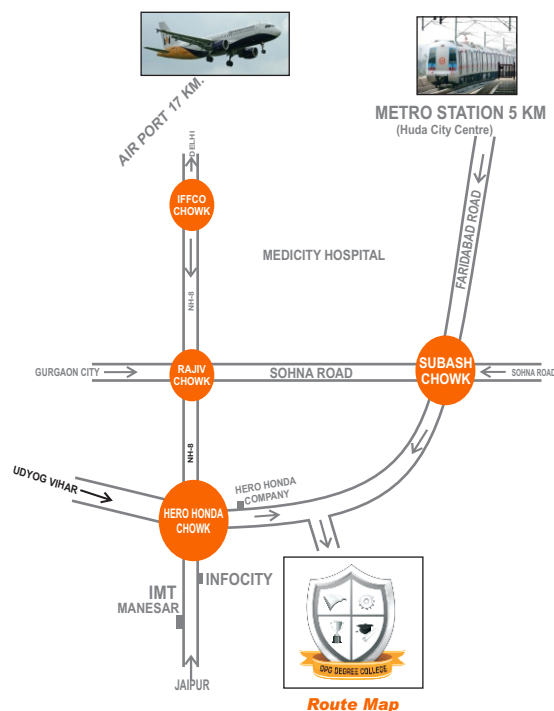 AIR PORT 17 KM.
METRO STATION 5 KM
(Huda City Centre)
DELHI
IFFCO
CHOWK
FARIDABAD ROAD
MEDICITY HOSPITAL
NH-8
GURGAON CITY
RAJIV
CHOWK
SOHNA ROAD
SUBASH
CHOWK
SOHNA ROAD
NH-8
UDYOG VIHAR
HERO HONDA
COMPANY
HERO HONDA
CHOWK
INFOCITY
IMT
MANESAR
JAIPUR
DPG DEGREE COLLEGE
Route Map